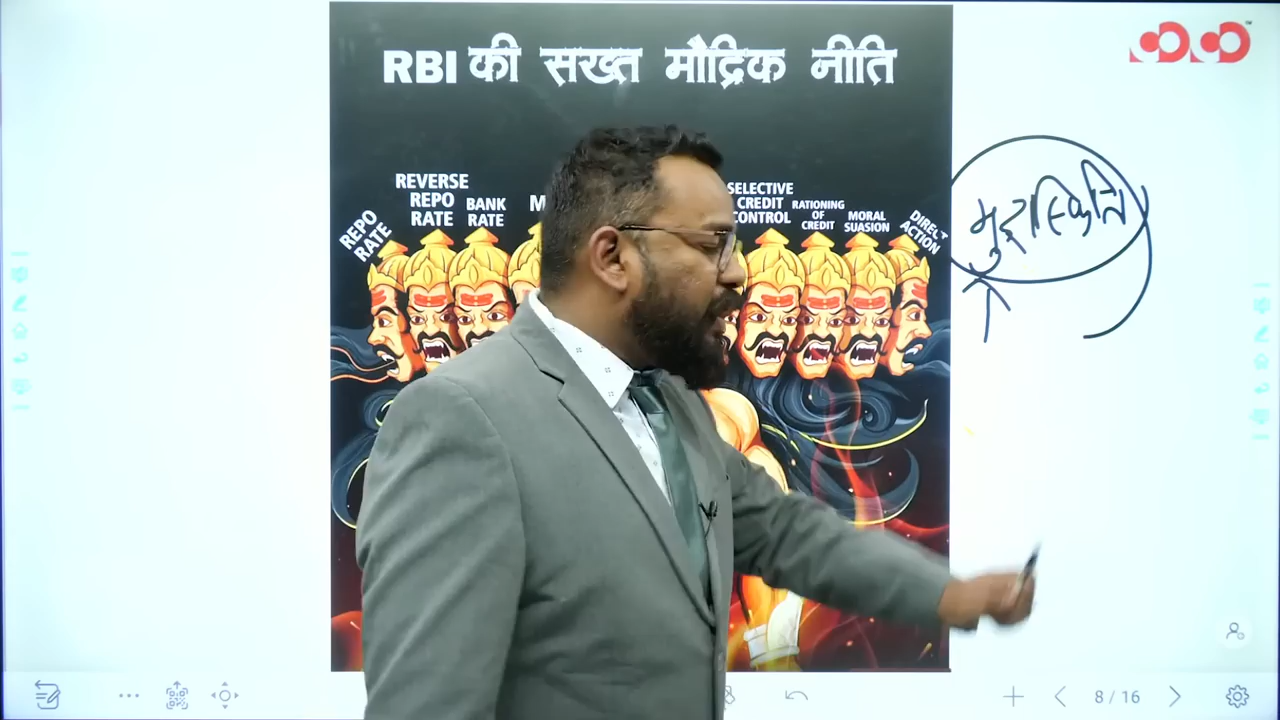 RBI की सख्त मौद्रिक नीति
REPO
RATE
REVERSE
REPO
RATE
BANK
RATE
M
SELECTIVE
CREDIT
CONTROL
RATIONING
OF
CREDIT
MORAL
SUASION
DIRECT
ACTION
8 / 16